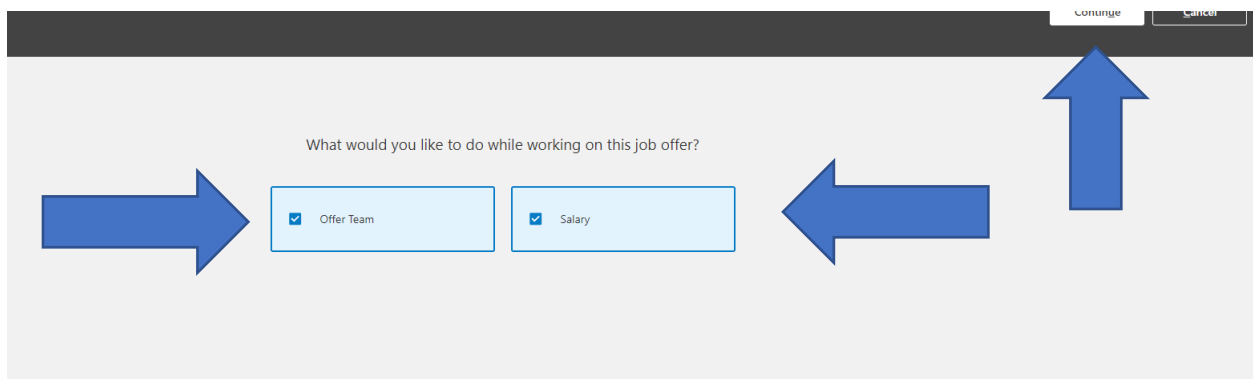 Continue
Cancel
What would you like to do while working on this job offer?
Offer Team
Salary